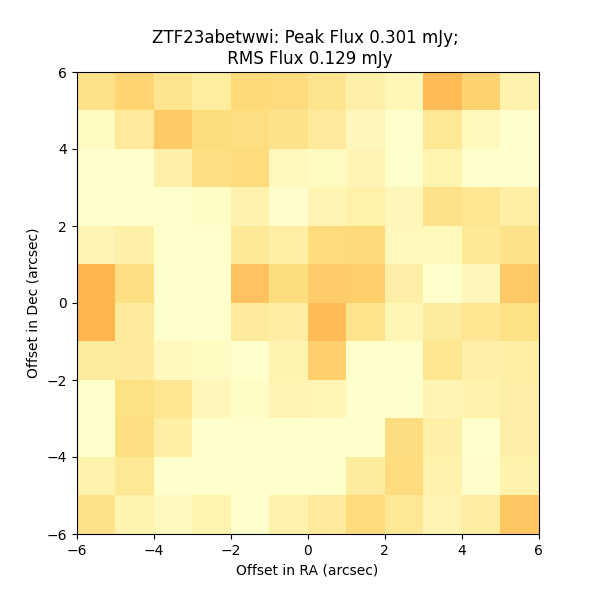 ZTF23abetwwi: Peak Flux 0.301 mJy;
RMS Flux 0.129 mJy
6
4
2
0
−2
−4
−6
Offset in Dec (arcsec)
−6 −4 −2 0 2 4 6
Offset in RA (arcsec)